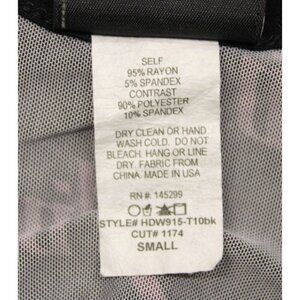 SELF
95% RAYON
5% SPANDEX
CONTRAST
90% POLYESTER
10% SPANDEX
DRY CLEAN OR HAND
WASH COLD. DO NOT
BLEACH. HANG OR LINE
DRY. FABRIC FROM
CHINA. MADE IN USA
RN #: 145299
STYLE# HDW915-T10bk
CUT# 1174
SMALL